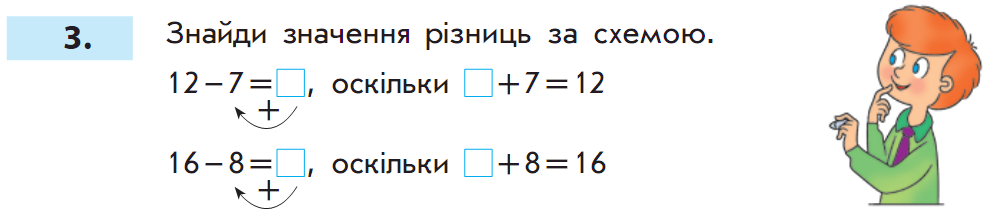 3. Знайди значення різниць за схемою.
12 – 7 = □, оскільки □ + 7 = 12
+
16 – 8 = □, оскільки □ + 8 = 16
+